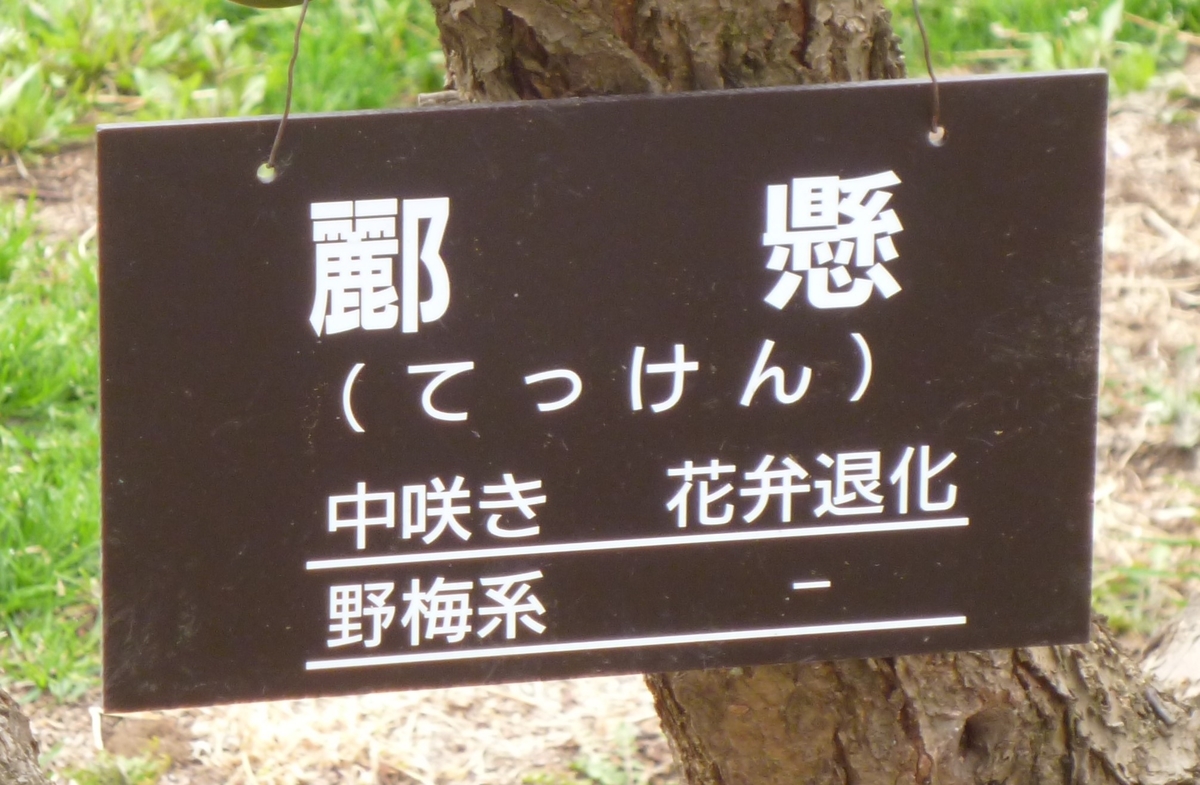 酈 懸
(てっけん)
中咲き 花弁退化
野梅系 −